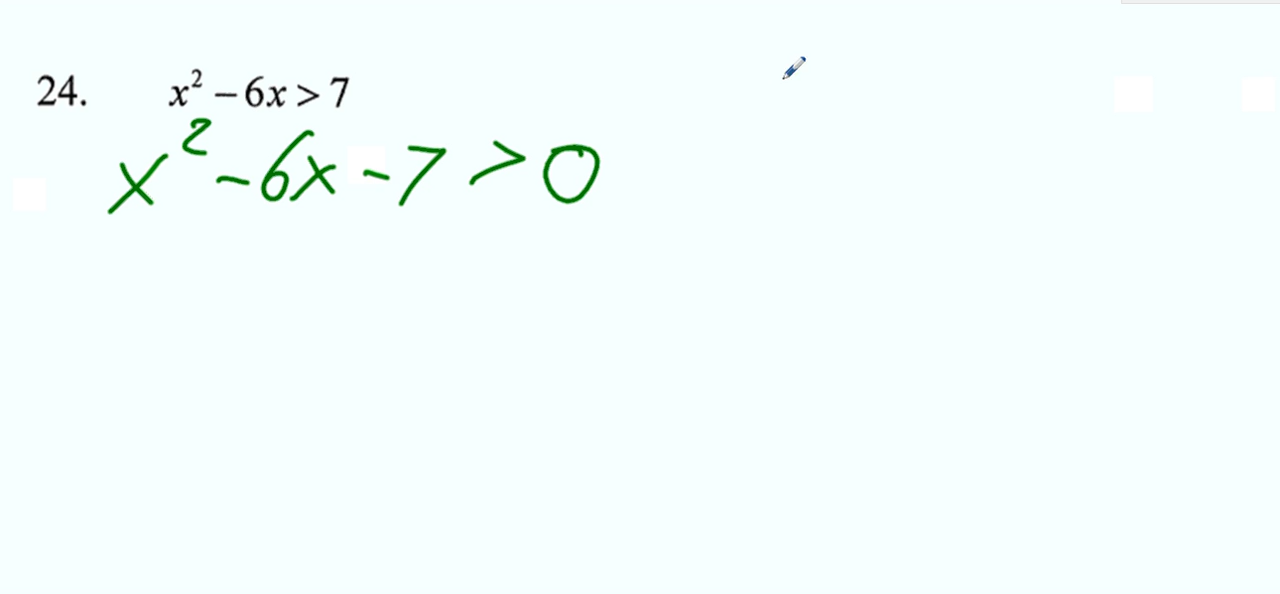 24. x² – 6x > 7
x² - 6x - 7 > 0